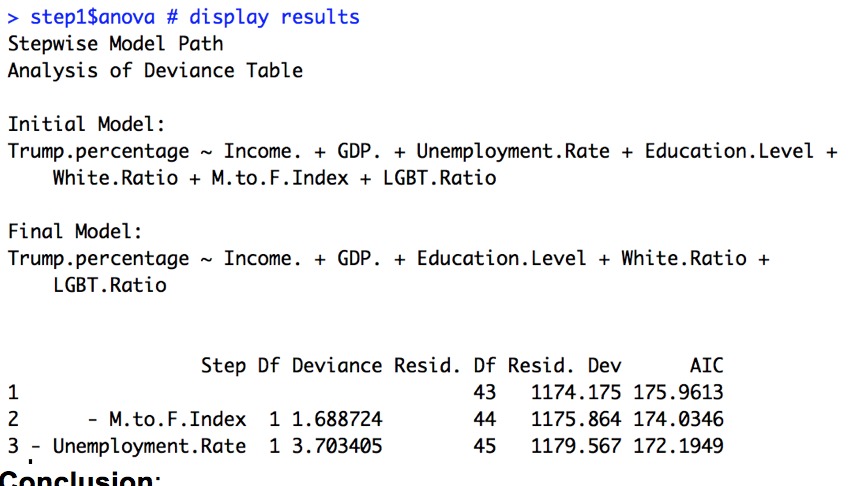 > step1$anova # display results
Stepwise Model Path
Analysis of Deviance Table
Initial Model:
Trump.percentage ~ Income. + GDP. + Unemployment.Rate + Education.Level +
White.Ratio + M.to.F.Index + LGBT.Ratio
Final Model:
Trump.percentage ~ Income. + GDP. + Education.Level + White.Ratio +
LGBT.Ratio
Step Df Deviance Resid. Df Resid. Dev AIC
1 43 1174.175 175.9613
2 - M.to.F.Index 1 1.688724 44 1175.864 174.0346
3 - Unemployment.Rate 1 3.703405 45 1179.567 172.1949
Conclusion: